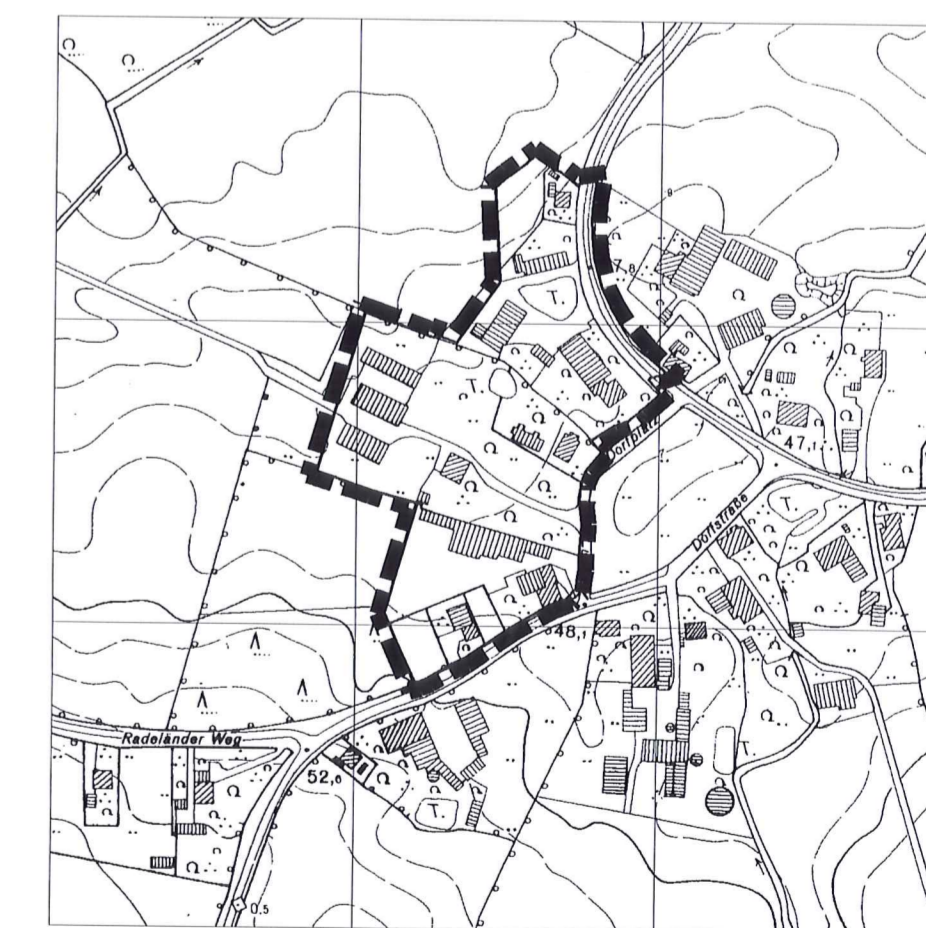 T.
7,8
T.
Dorfplatz
47,1
T.
Dorfstraße
48,1
Radeländer Weg
52,6
T.
T.
0.5